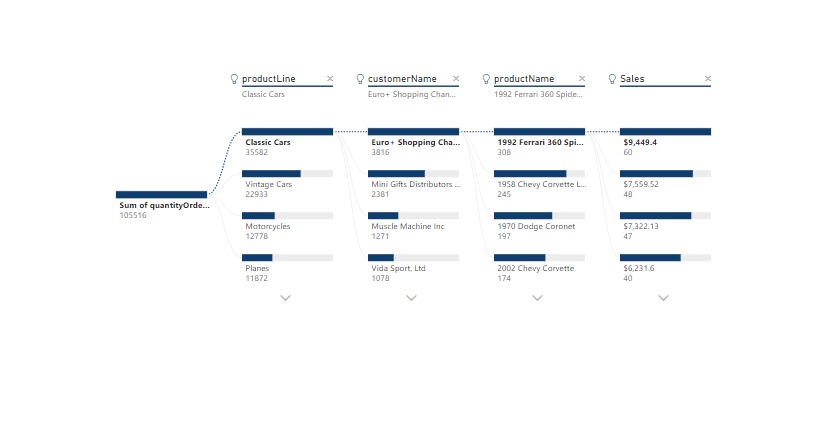 productLine ×
Classic Cars
customerName ×
Euro+ Shopping Chan...
productName ×
1992 Ferrari 360 Spide...
Sales ×
Sum of quantityOrde...
105516
Classic Cars
35582
Vintage Cars
22933
Motorcycles
12778
Planes
11872
Euro+ Shopping Cha...
3816
Mini Gifts Distributors ...
2381
Muscle Machine Inc
1271
Vida Sport, Ltd
1078
1992 Ferrari 360 Spi...
308
1958 Chevy Corvette L...
245
1970 Dodge Coronet
197
2002 Chevy Corvette
174
$9,449.4
60
$7,559.52
48
$7,322.13
47
$6,231.6
40